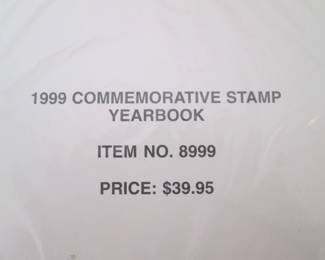 1999 COMMEMORATIVE STAMP
YEARBOOK
ITEM NO. 8999
PRICE: $39.95